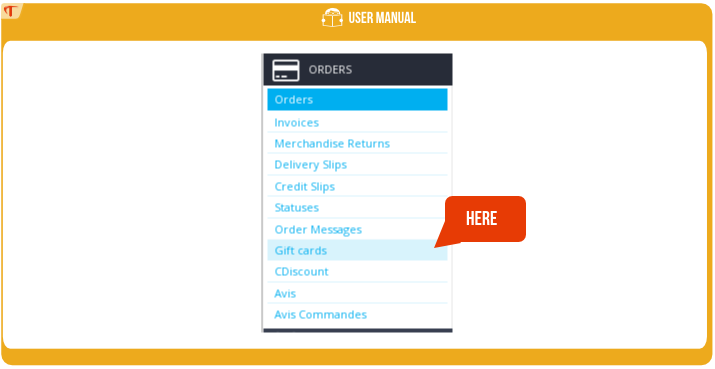 USER MANUAL
ORDERS
Orders
Invoices
Merchandise Returns
Delivery Slips
Credit Slips
Statuses
Order Messages
Gift cards
CDiscount
Avis
Avis Commandes
HERE